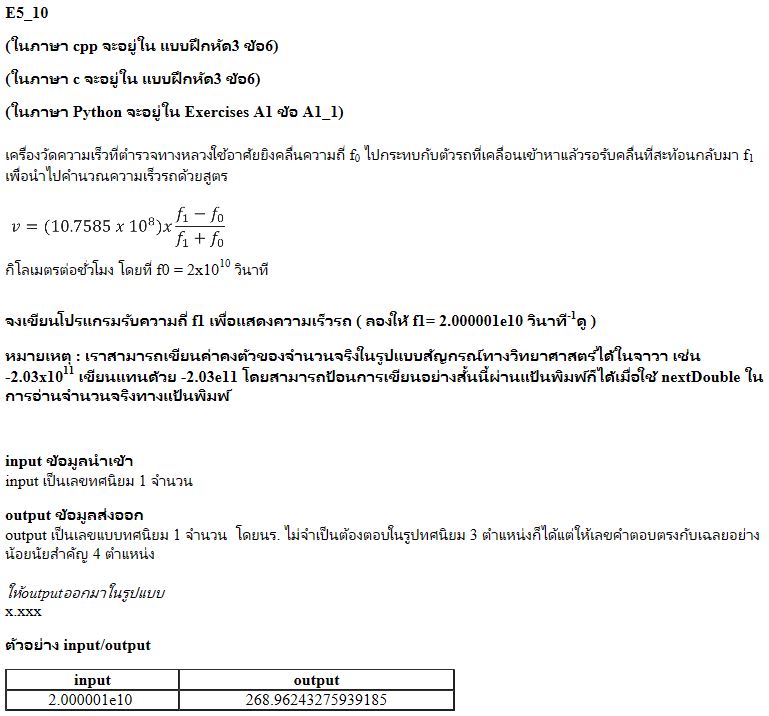 E5_10
(ในภาษา cpp จะอยู่ใน แบบฝึกหัด3 ข้อ6)
(ในภาษา c จะอยู่ใน แบบฝึกหัด3 ข้อ6)
(ในภาษา Python จะอยู่ใน Exercises A1 ข้อ A1_1)
เครื่องวัดความเร็วที่ตำรวจทางหลวงใช้อาศัยยิงคลื่นความถี่ f₀ ไปกระทบกับตัวรถที่เคลื่อนเข้าหาแล้วรอรับคลื่นที่สะท้อนกลับมา f₁
เพื่อนำไปคำนวณความเร็วรถด้วยสูตร
v = (10.7585 x 10⁸)x (f₁ − f₀)/(f₁ + f₀)
กิโลเมตรต่อชั่วโมง โดยที่ f0 = 2x10¹⁰ วินาที
จงเขียนโปรแกรมรับความถี่ f1 เพื่อแสดงความเร็วรถ ( ลองให้ f1= 2.000001e10 วินาที⁻¹ดู )
หมายเหตุ : เราสามารถเขียนค่าคงตัวของจำนวนจริงในรูปแบบสัญกรณ์ทางวิทยาศาสตร์ได้ในจาวา เช่น
-2.03x10¹¹ เขียนแทนด้วย -2.03e11 โดยสามารถป้อนการเขียนอย่างสั้นนี้ผ่านแป้นพิมพ์ก็ได้เมื่อใช้ nextDouble ใน
การอ่านจำนวนจริงทางแป้นพิมพ์
input ข้อมูลนำเข้า
input เป็นเลขทศนิยม 1 จำนวน
output ข้อมูลส่งออก
output เป็นเลขแบบทศนิยม 1 จำนวน โดยนร. ไม่จำเป็นต้องตอบในรูปทศนิยม 3 ตำแหน่งก็ได้แต่ให้เลขคำตอบตรงกับเฉลยอย่าง
น้อยนัยสำคัญ 4 ตำแหน่ง
ให้outputออกมาในรูปแบบ
x.xxx
ตัวอย่าง input/output
input output
2.000001e10 268.96243275939185